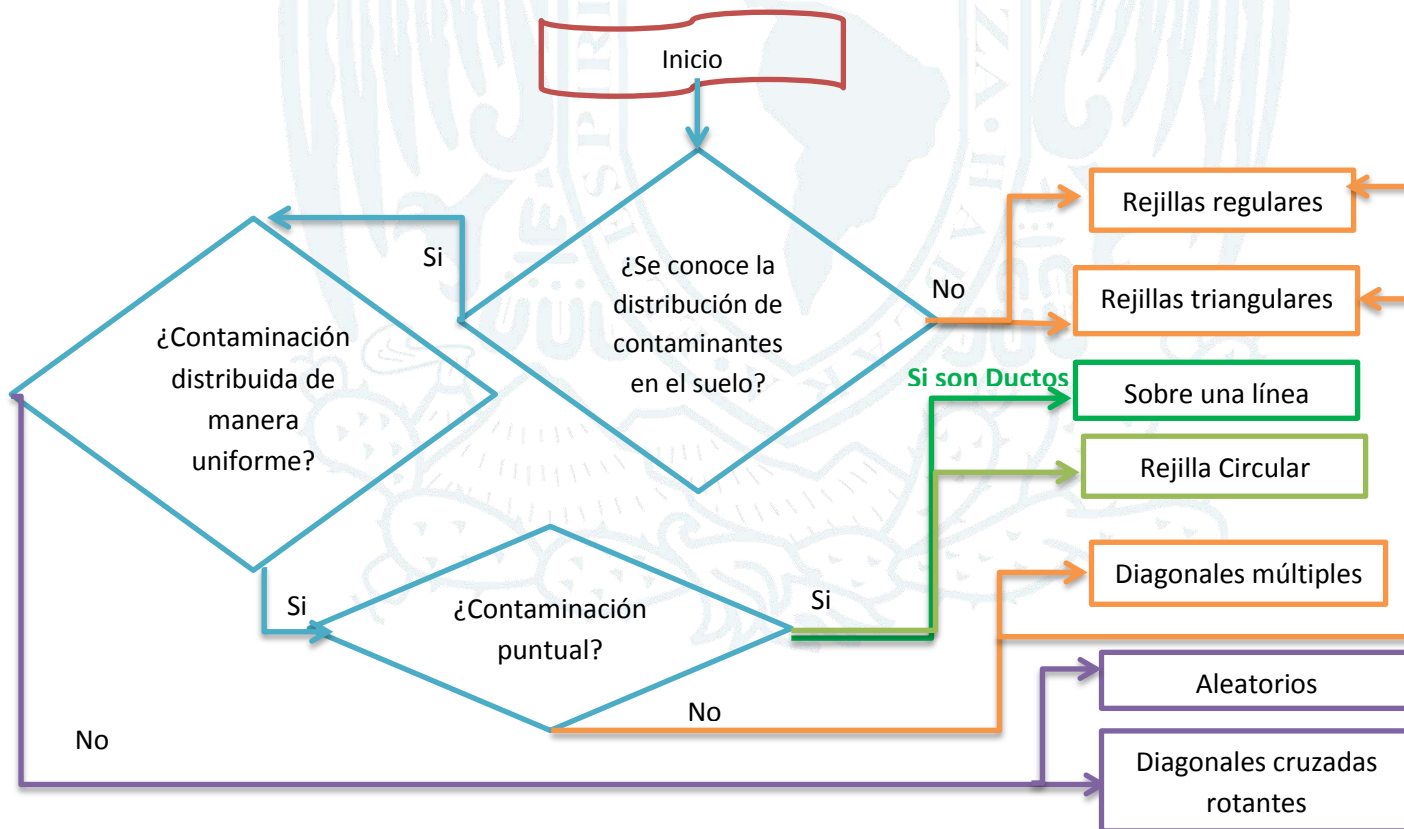 Inicio
¿Se conoce la
distribución de
contaminantes
en el suelo?
Si
No
¿Contaminación
distribuida de
manera
uniforme?
Si
No
¿Contaminación
puntual?
Si
No
Rejillas regulares
Rejillas triangulares
Si son Ductos
Sobre una línea
Rejilla Circular
Diagonales múltiples
Aleatorios
Diagonales cruzadas
rotantes